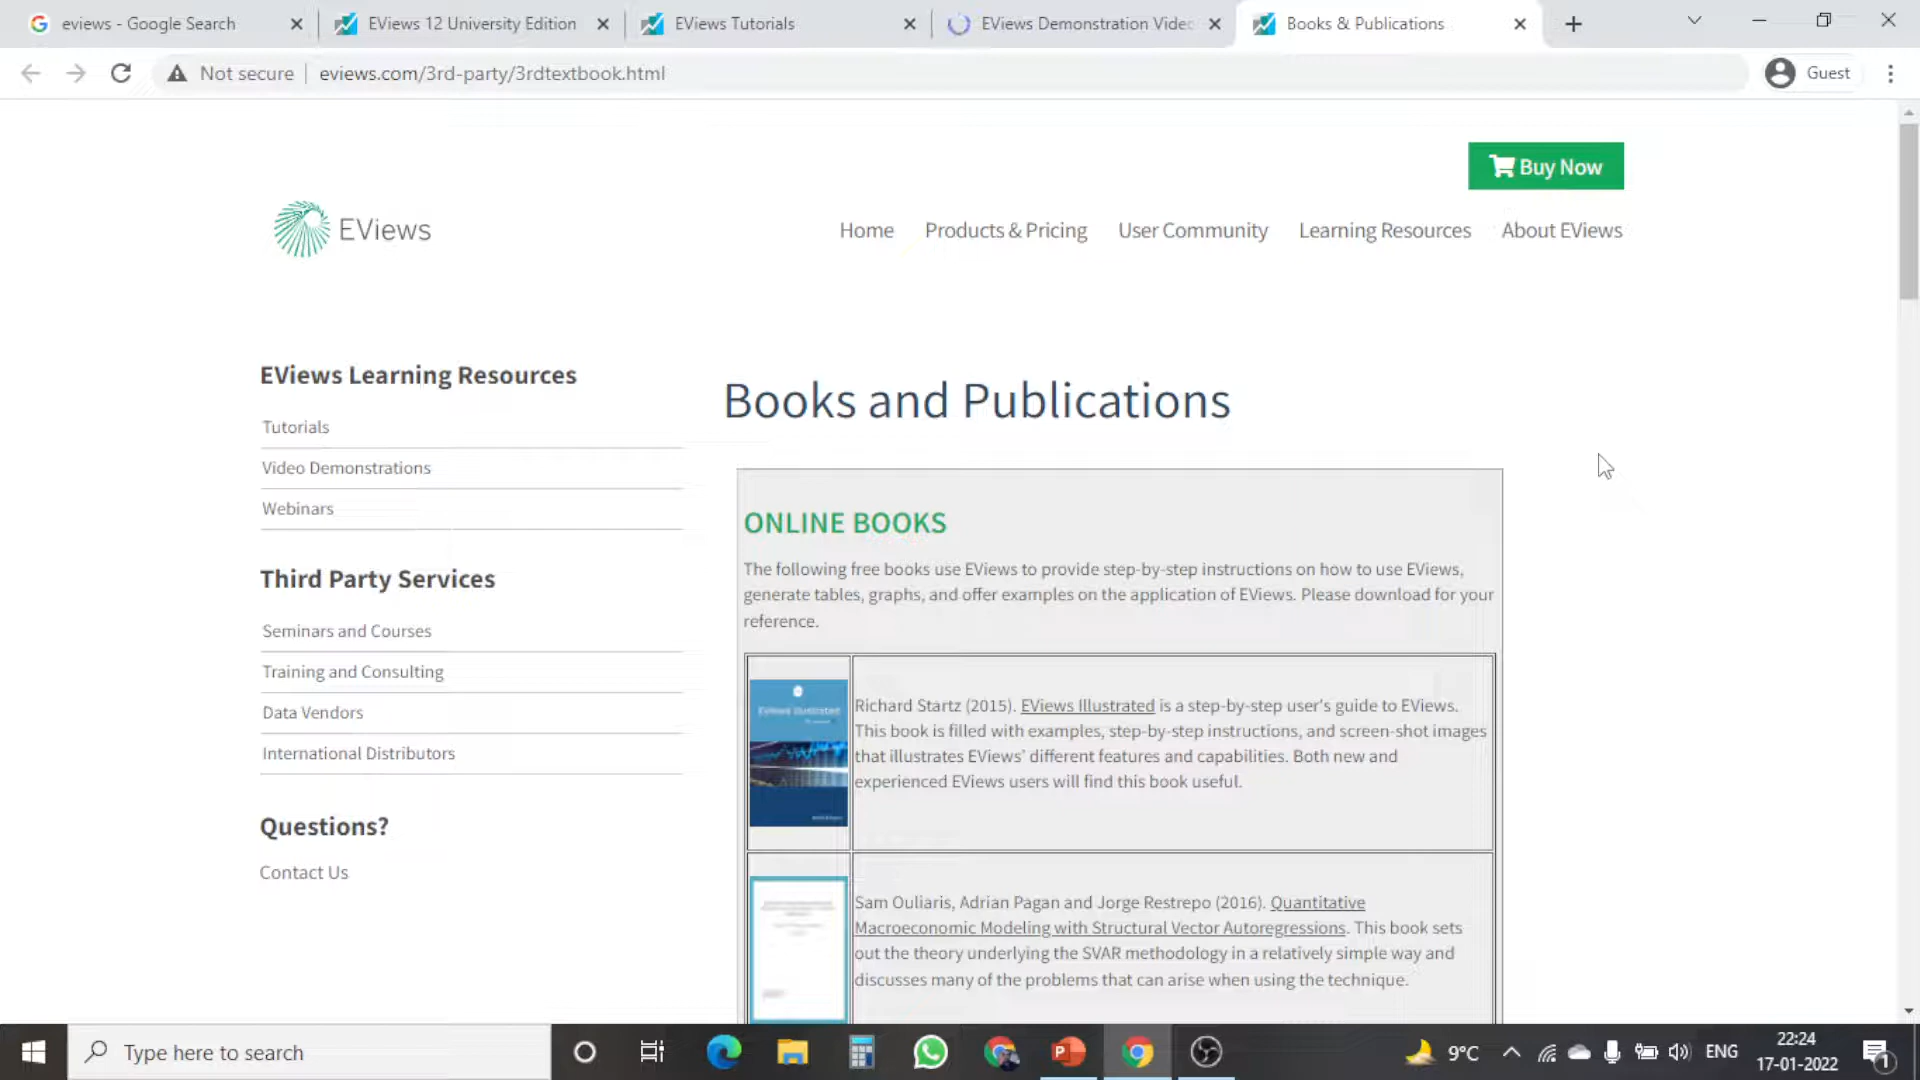 eviews - Google Search
EViews 12 University Edition
EViews Tutorials
EViews Demonstration Vide
Books & Publications
Not secure
eviews.com/3rd-party/3rdtextbook.html
Guest
Buy Now
EViews
Home
Products & Pricing
User Community
Learning Resources
About EViews
EViews Learning Resources
Tutorials
Video Demonstrations
Webinars
Third Party Services
Seminars and Courses
Training and Consulting
Data Vendors
International Distributors
Questions?
Contact Us
Books and Publications
ONLINE BOOKS
The following free books use EViews to provide step-by-step instructions on how to use EViews,
generate tables, graphs, and offer examples on the application of EViews. Please download for your
reference.
EViews Illustrated
Richard Startz (2015). EViews Illustrated is a step-by-step user's guide to EViews.
This book is filled with examples, step-by-step instructions, and screen-shot images
that illustrates EViews' different features and capabilities. Both new and
experienced EViews users will find this book useful.
Sam Ouliaris, Adrian Pagan and Jorge Restrepo (2016). Quantitative
Macroeconomic Modeling with Structural Vector Autoregressions. This book sets
out the theory underlying the SVAR methodology in a relatively simple way and
discusses many of the problems that can arise when using the technique.
Type here to search
9°C
ENG
22:24
17-01-2022
1